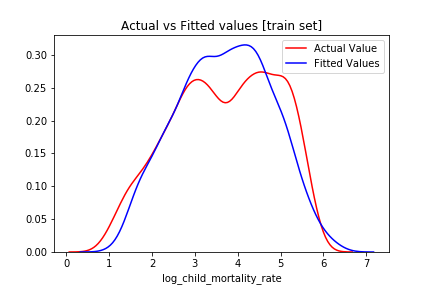 Actual vs Fitted values [train set]
Actual Value
Fitted Values
0.30
0.25
0.20
0.15
0.10
0.05
0.00
0 1 2 3 4 5 6 7
log_child_mortality_rate